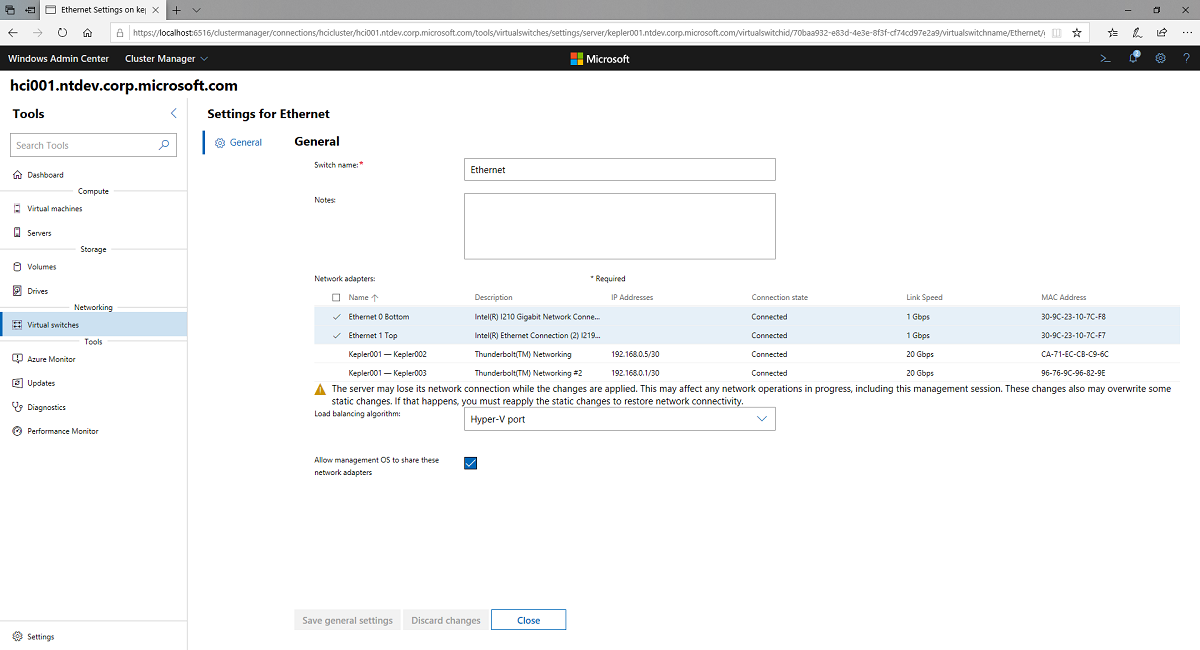 Ethernet Settings on kep
https://localhost:6516/clustermanager/connections/hcicluster/hci001.ntdev.corp.microsoft.com/tools/virtualswitches/settings/server/kepler001.ntdev.corp.microsoft.com/virtualswitchid/70baa932-e83d-4e3e-8f3f-cf74cd97e2a9/virtualswitchname/Ethernet/
Windows Admin Center Cluster Manager Microsoft
2
?
hci001.ntdev.corp.microsoft.com
Tools
Search Tools
Dashboard
Compute
Virtual machines
Servers
Storage
Volumes
Drives
Networking
Virtual switches
Tools
Azure Monitor
Updates
Diagnostics
Performance Monitor
Settings
Settings for Ethernet
General
General
Switch name:*
Ethernet
Notes:
Network adapters: * Required
Name Description IP Addresses Connection state Link Speed MAC Address
Ethernet 0 Bottom Intel(R) I210 Gigabit Network Conne... Connected 1 Gbps 30-9C-23-10-7C-F8
Ethernet 1 Top Intel(R) Ethernet Connection (2) I219... Connected 1 Gbps 30-9C-23-10-7C-F7
Kepler001 — Kepler002 Thunderbolt(TM) Networking 192.168.0.5/30 Connected 20 Gbps CA-71-EC-CB-C9-6C
Kepler001 — Kepler003 Thunderbolt(TM) Networking #2 192.168.0.1/30 Connected 20 Gbps 96-76-9C-96-82-9E
The server may lose its network connection while the changes are applied. This may affect any network operations in progress, including this management session. These changes also may overwrite some
static changes. If that happens, you must reapply the static changes to restore network connectivity.
Load balancing algorithm:
Hyper-V port
Allow management OS to share these
network adapters
Save general settings Discard changes Close